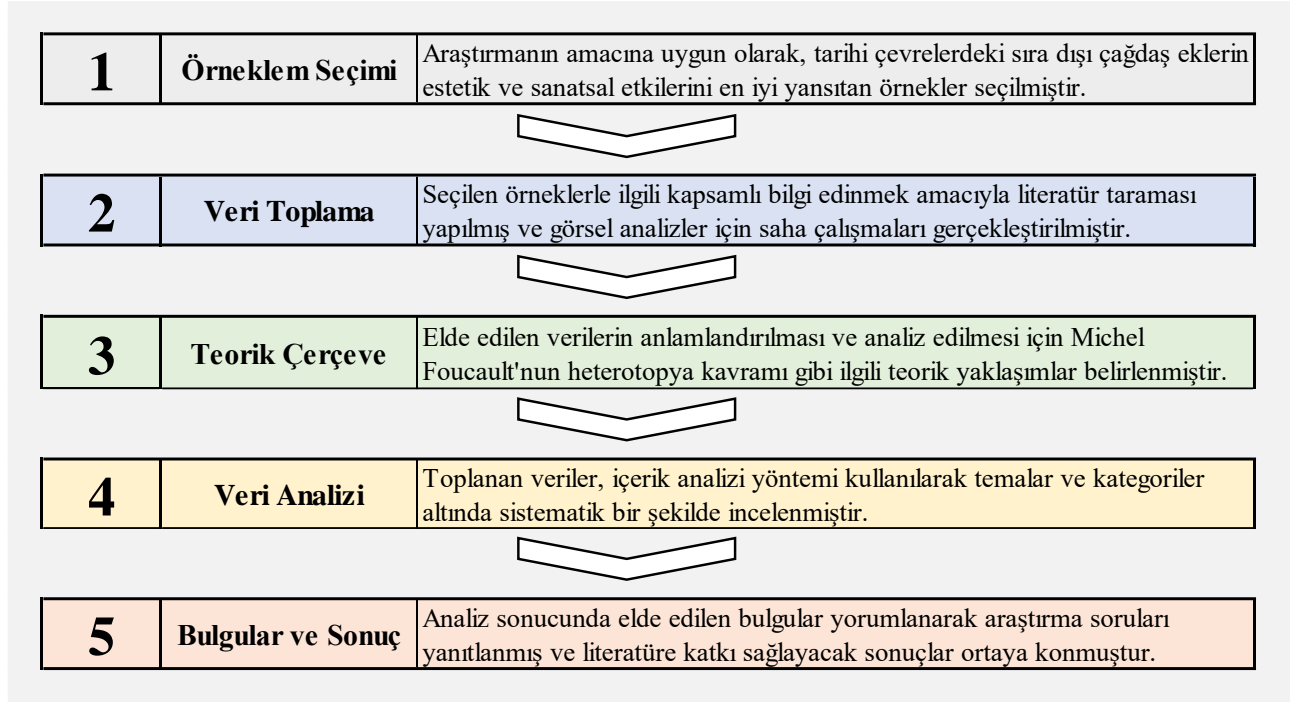 1
Örneklem Seçimi
Araştırmanın amacına uygun olarak, tarihi çevrelerdeki sıra dışı çağdaş eklerin
estetik ve sanatsal etkilerini en iyi yansıtan örnekler seçilmiştir.
2
Veri Toplama
Seçilen örneklerle ilgili kapsamlı bilgi edinmek amacıyla literatür taraması
yapılmış ve görsel analizler için saha çalışmaları gerçekleştirilmiştir.
3
Teorik Çerçeve
Elde edilen verilerin anlamlandırılması ve analiz edilmesi için Michel
Foucault'nun heterotopya kavramı gibi ilgili teorik yaklaşımlar belirlenmiştir.
4
Veri Analizi
Toplanan veriler, içerik analizi yöntemi kullanılarak temalar ve kategoriler
altında sistematik bir şekilde incelenmiştir.
5
Bulgular ve Sonuç
Analiz sonucunda elde edilen bulgular yorumlanarak araştırma soruları
yanıtlanmış ve literatüre katkı sağlayacak sonuçlar ortaya konmuştur.